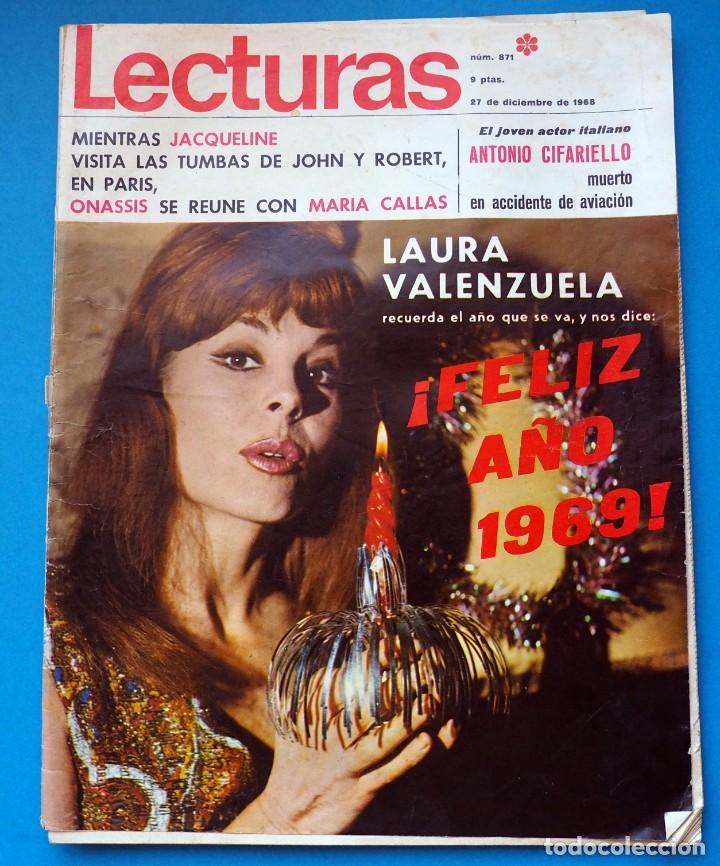 Lecturas
núm. 871
9 ptas.
27 de diciembre de 1968
MIENTRAS JACQUELINE
VISITA LAS TUMBAS DE JOHN Y ROBERT,
EN PARIS,
ONASSIS SE REUNE CON MARIA CALLAS
El joven actor italiano
ANTONIO CIFARIELLO
muerto
en accidente de aviación
LAURA
VALENZUELA
recuerda el año que se va, y nos dice:
¡FELIZ
AÑO
1969!
todocoleccion